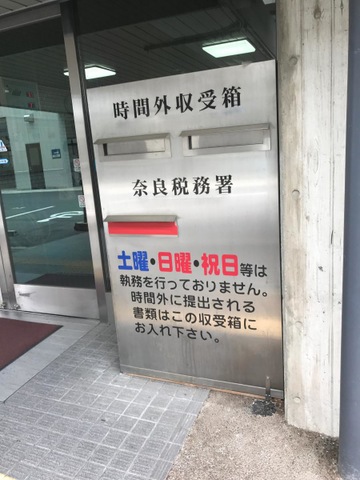 時間外収受箱
奈良税務署
土曜・日曜・祝日等は
執務を行っておりません。
時間外に提出される
書類はこの収受箱に
お入れ下さい。